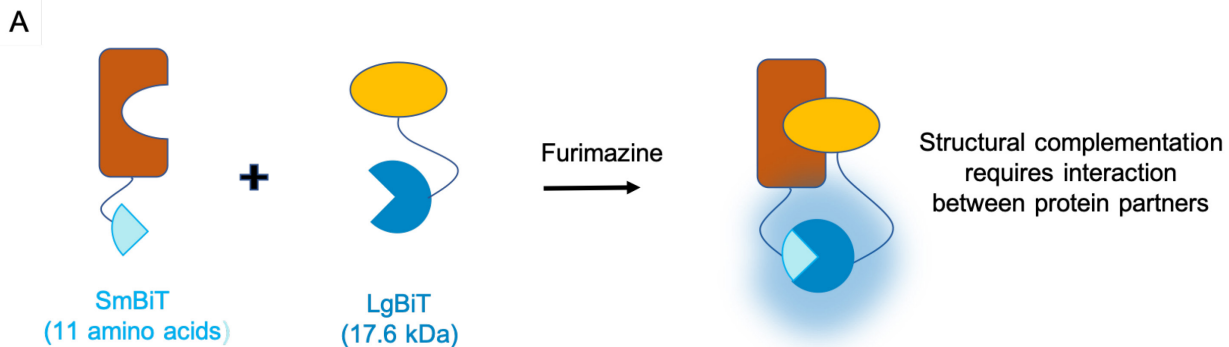 A
Furimazine
Structural complementation
requires interaction
between protein partners
SmBiT
(11 amino acids)
LgBiT
(17.6 kDa)